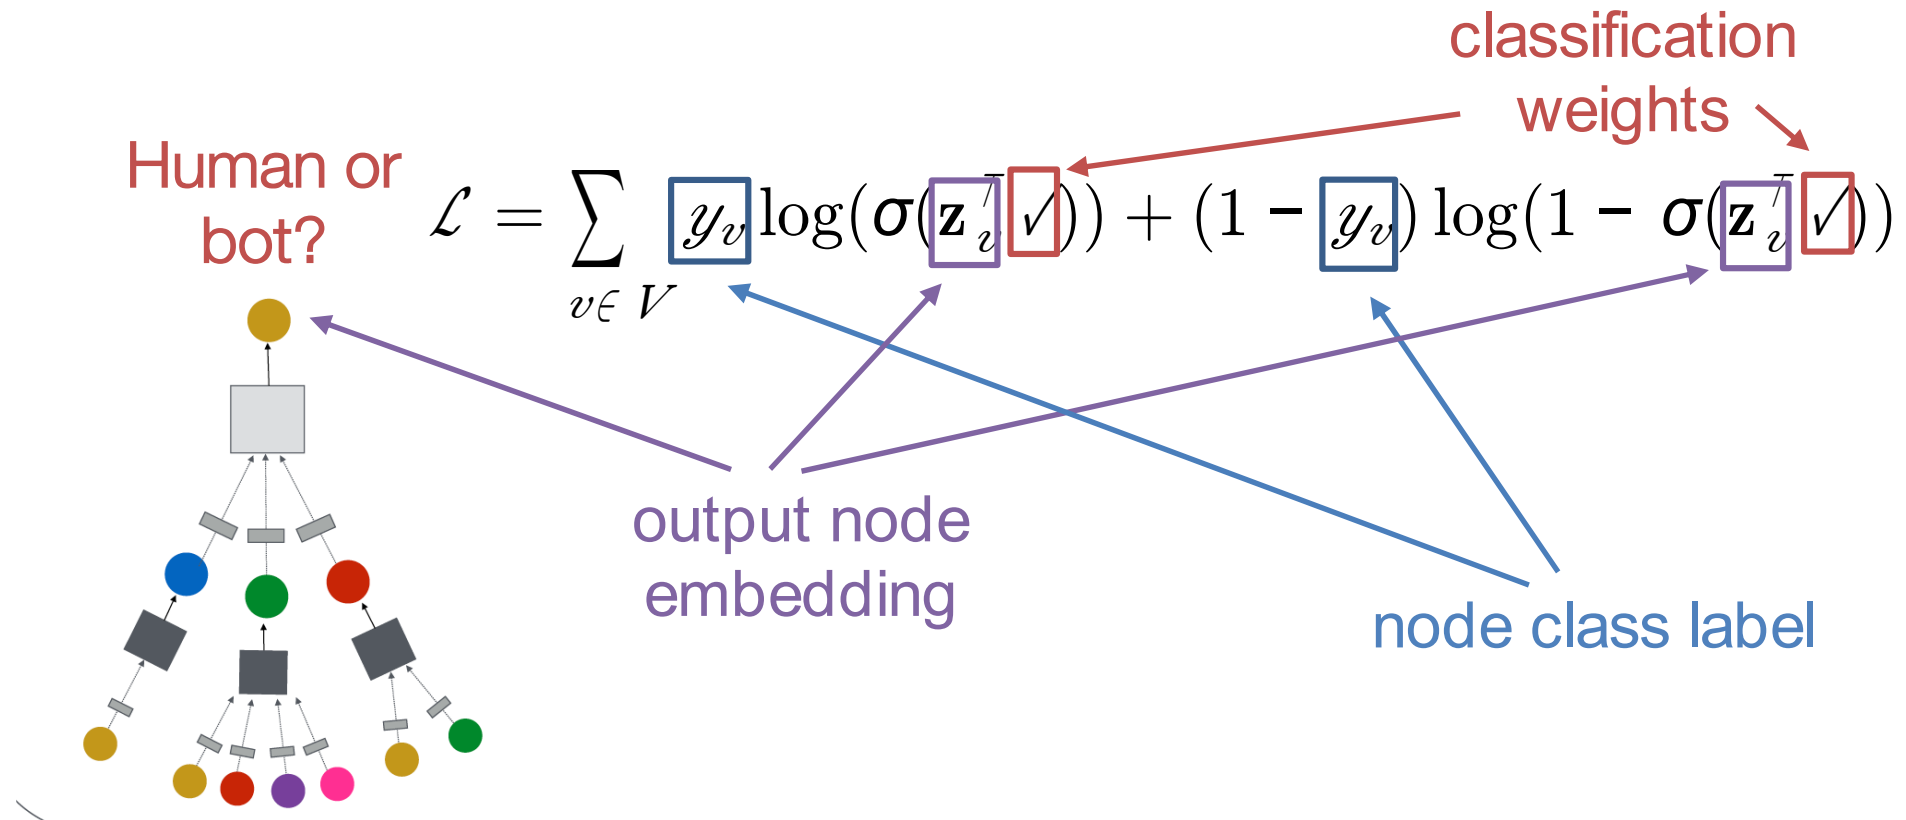 classification
weights
Human or
bot?
ℒ = ∑ y_v log(σ(z_v^⊤ ✓)) + (1 − y_v) log(1 − σ(z_v^⊤ ✓))
v∈ V
output node
embedding
node class label